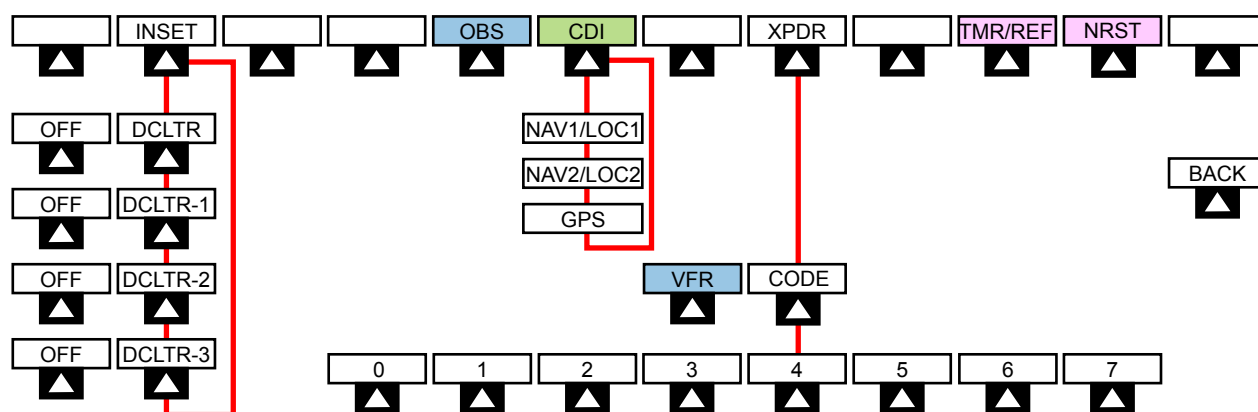 INSET OBS CDI XPDR TMR/REF NRST
OFF DCLTR NAV1/LOC1
NAV2/LOC2 BACK
OFF DCLTR-1 GPS
OFF DCLTR-2 VFR CODE
OFF DCLTR-3 0 1 2 3 4 5 6 7